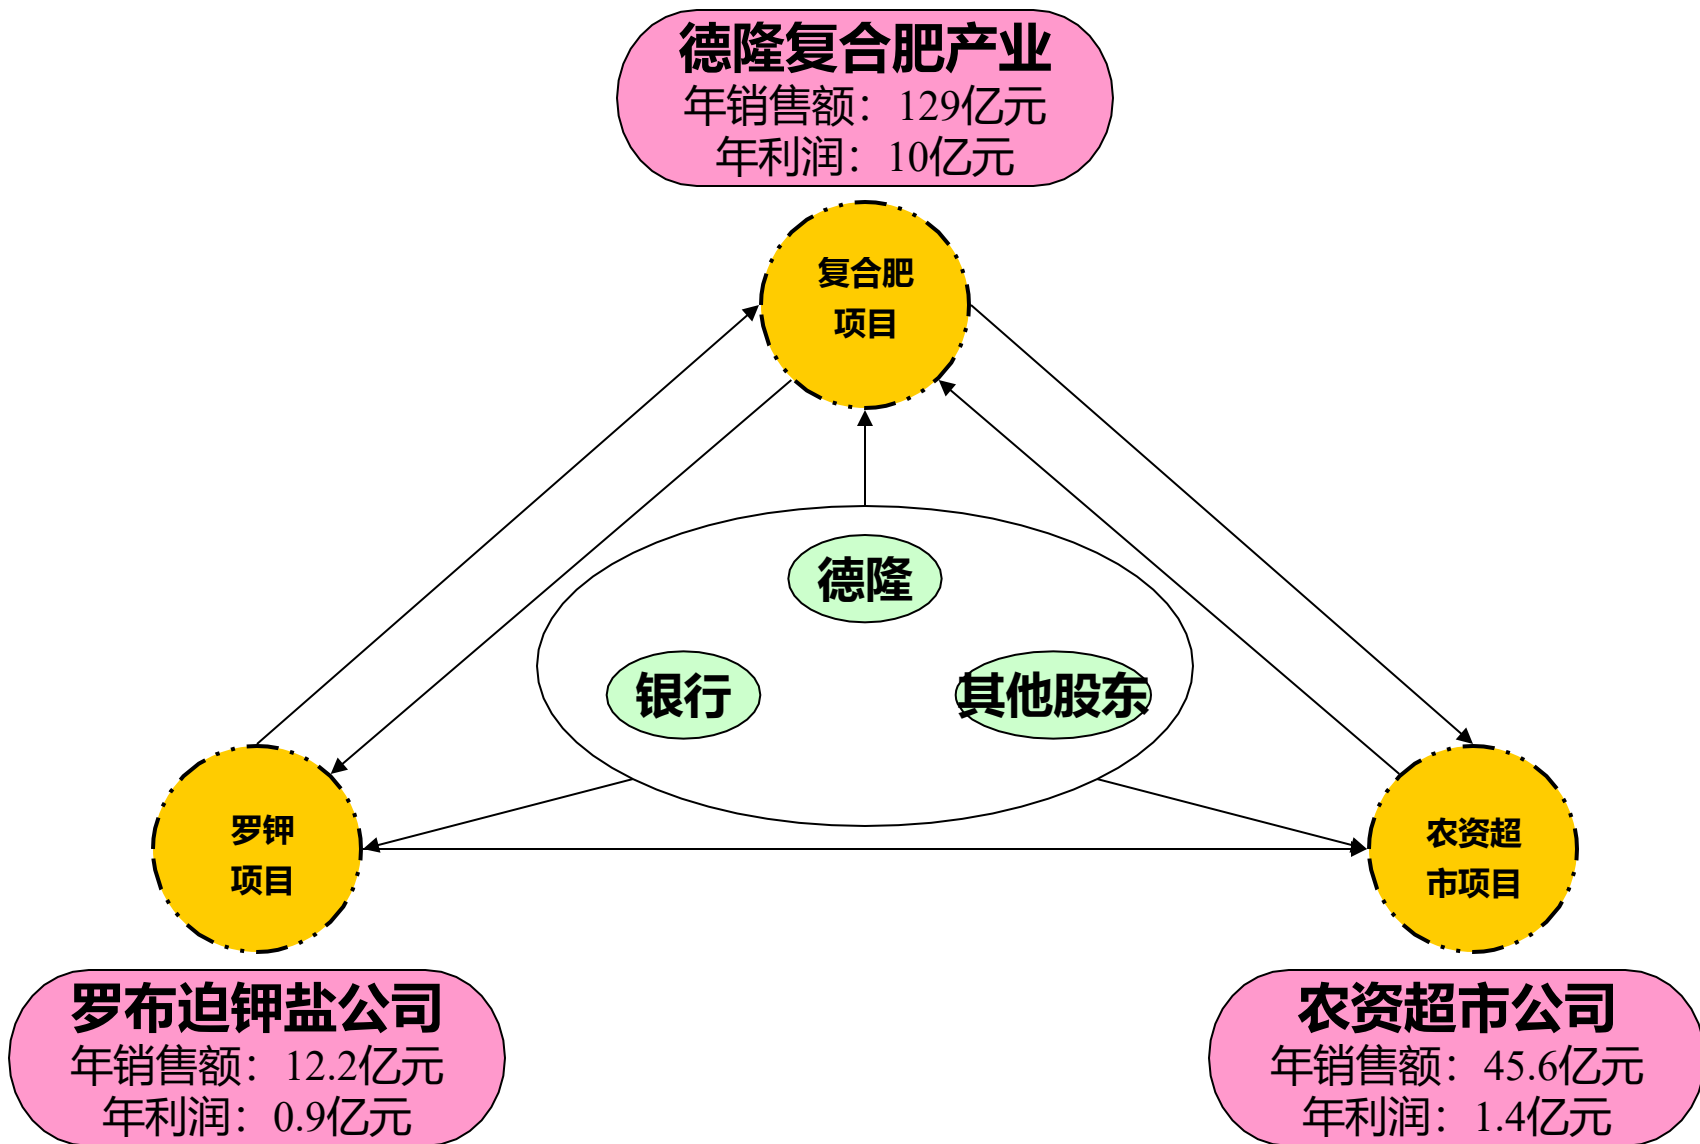 德隆复合肥产业
年销售额：129亿元
年利润：10亿元
复合肥
项目
德隆
银行
其他股东
罗钾
项目
农资超
市项目
罗布迫钾盐公司
年销售额：12.2亿元
年利润：0.9亿元
农资超市公司
年销售额：45.6亿元
年利润：1.4亿元